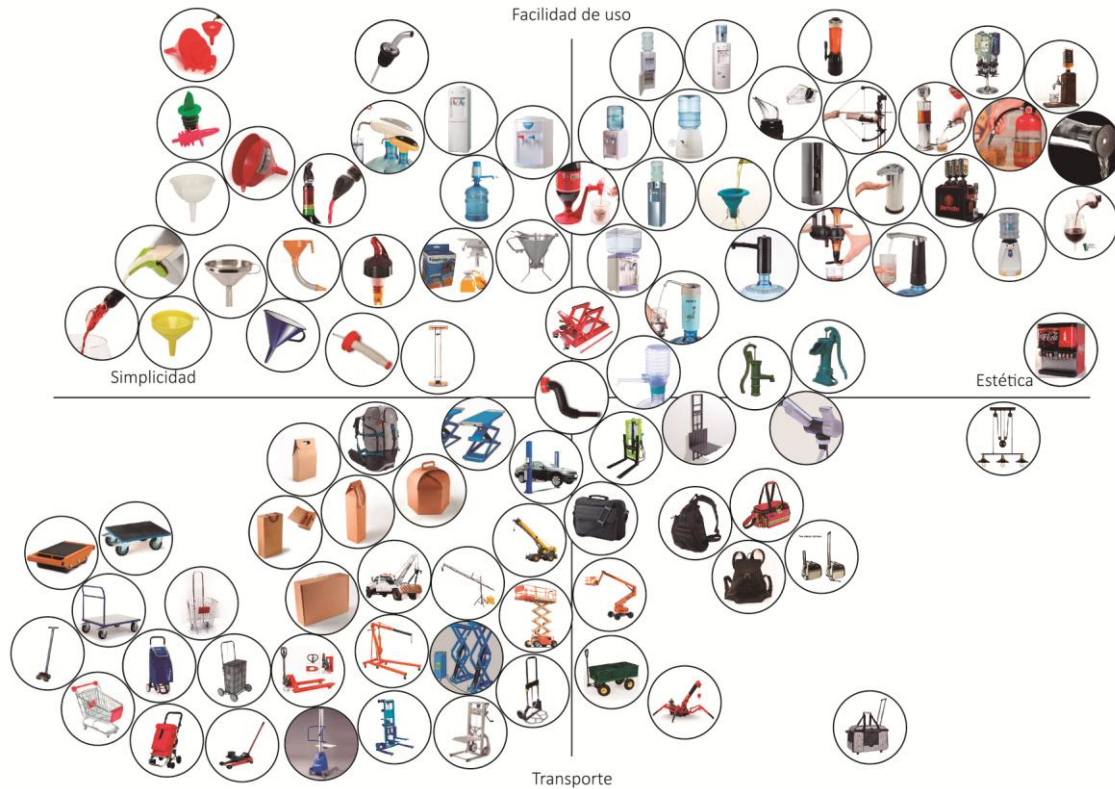 Facilidad de uso
Simplicidad
Estética
Transporte